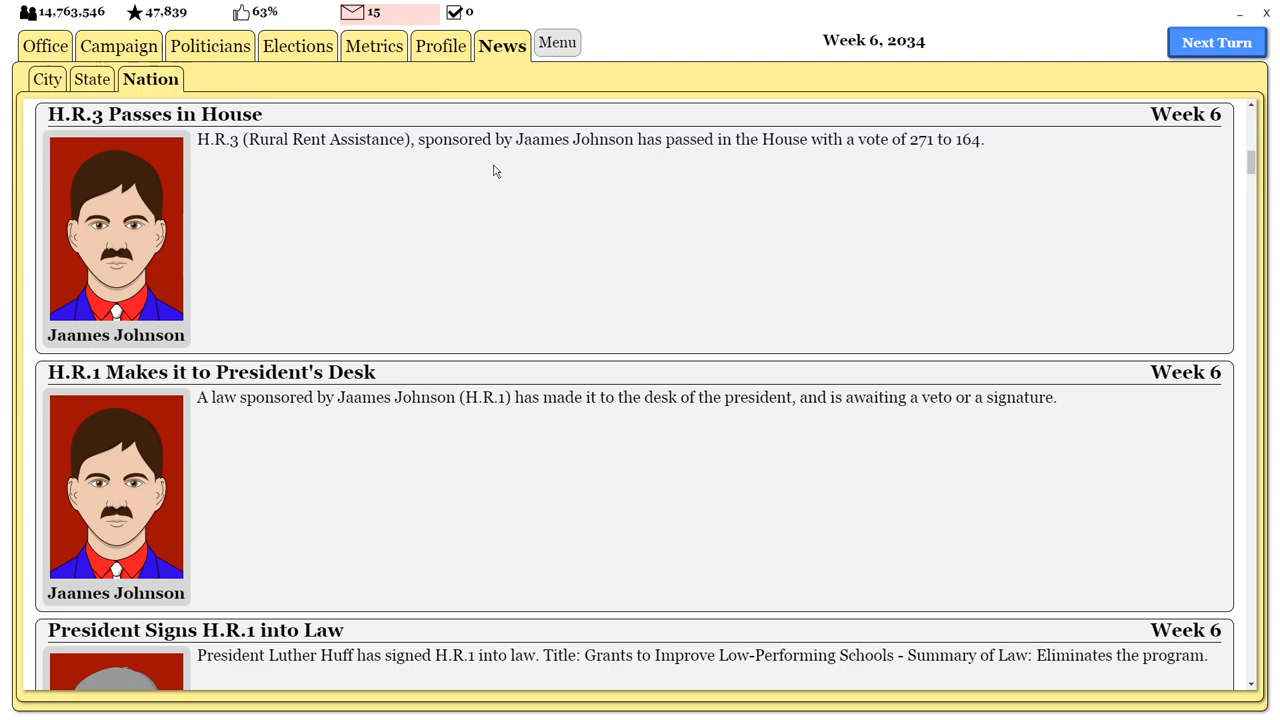 14,763,546 47,839 63% 15 0 _ X
Office Campaign Politicians Elections Metrics Profile News Menu Week 6, 2034 Next Turn
City State Nation
H.R.3 Passes in House Week 6
H.R.3 (Rural Rent Assistance), sponsored by Jaames Johnson has passed in the House with a vote of 271 to 164.
Jaames Johnson
H.R.1 Makes it to President's Desk Week 6
A law sponsored by Jaames Johnson (H.R.1) has made it to the desk of the president, and is awaiting a veto or a signature.
Jaames Johnson
President Signs H.R.1 into Law Week 6
President Luther Huff has signed H.R.1 into law. Title: Grants to Improve Low-Performing Schools - Summary of Law: Eliminates the program.